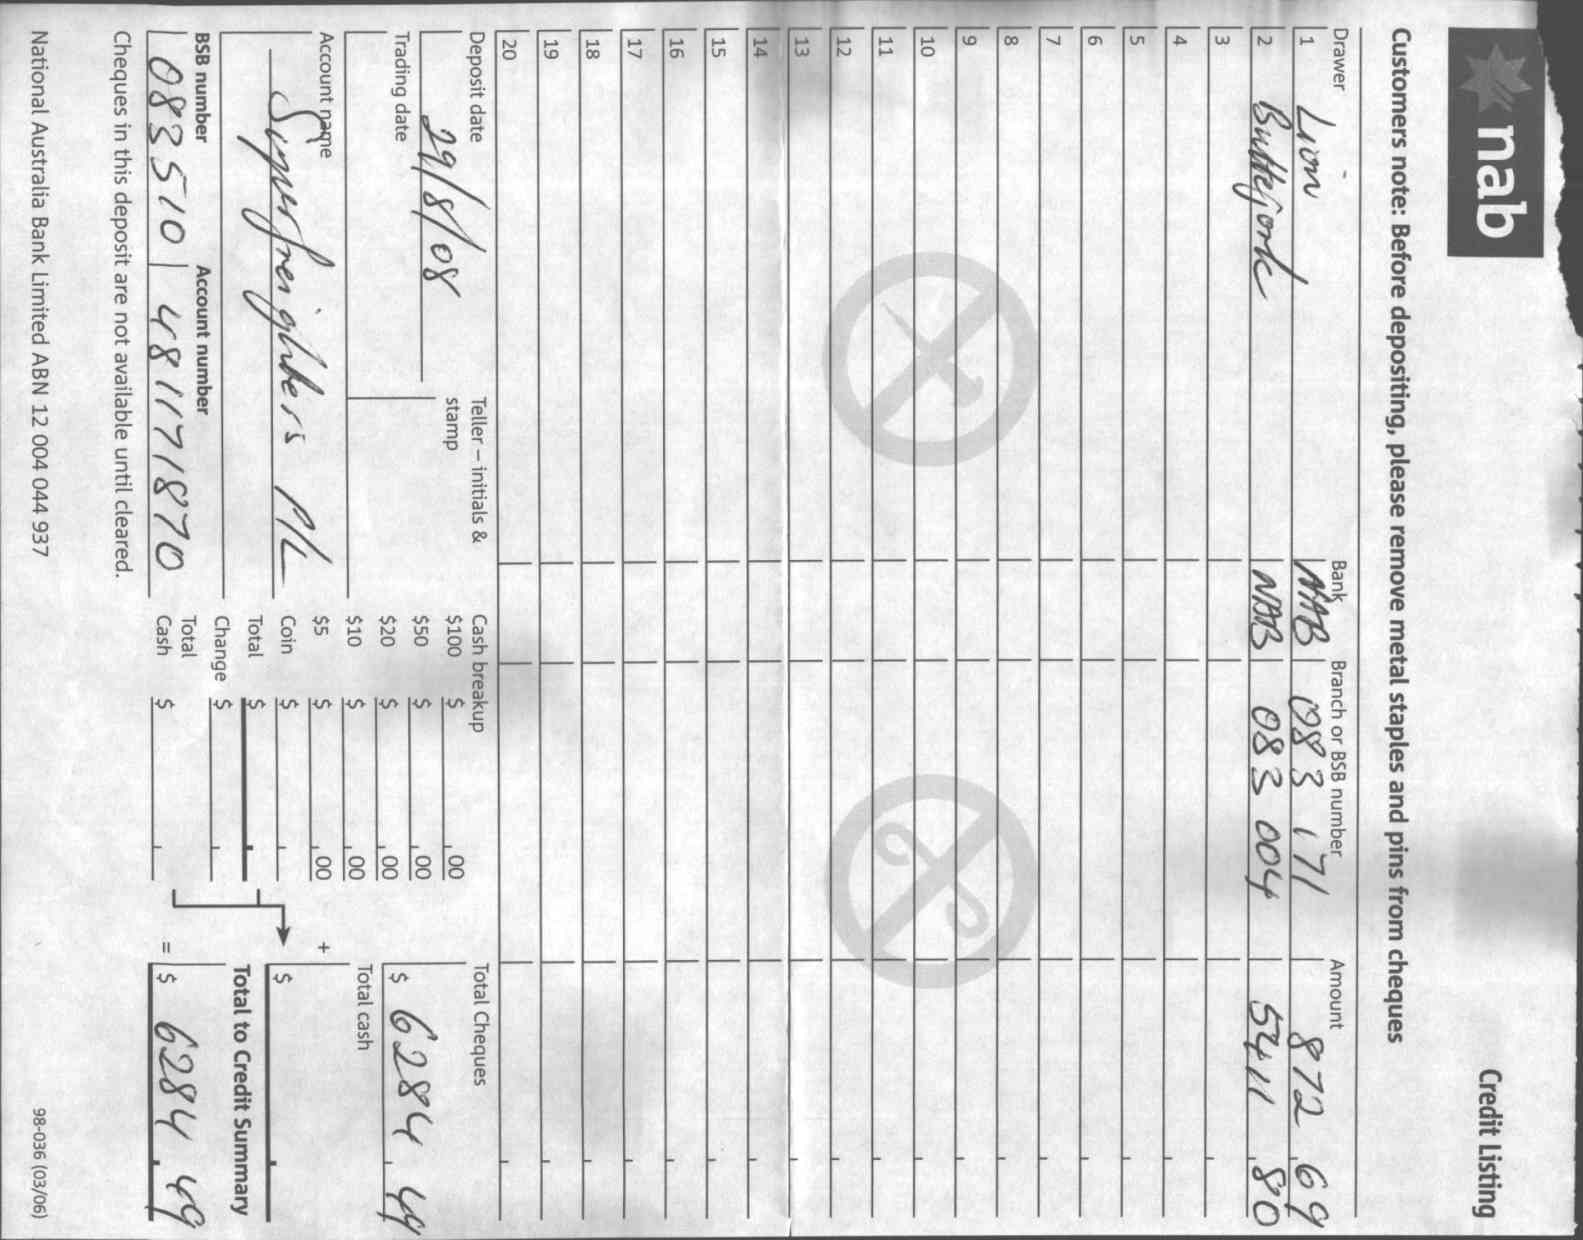 nab
Credit Listing
Customers note: Before depositing, please remove metal staples and pins from cheques
Drawer Bank Branch or BSB number Amount
1 Lion NAB 083 171 872 69
2 Butterfork NAB 083 004 5411 80
3
4
5
6
7
8
9
10
11
12
13
14
15
16
17
18
19
20
Deposit date
29/8/08
Trading date
Teller – initials &
stamp
Account name
Superfreighters P/L
BSB number Account number
083510 481171870
Cheques in this deposit are not available until cleared.
Cash breakup
$100 $ .00
$50 $ .00
$20 $ .00
$10 $ .00
$5 $ .00
Coin $ .
Total $ .
Change $ .
Total
Cash $ .
Total Cheques
$ 6284 . 49
Total cash
+
$ .
Total to Credit Summary
= $ 6284 . 49
National Australia Bank Limited ABN 12 004 044 937
98-036 (03/06)